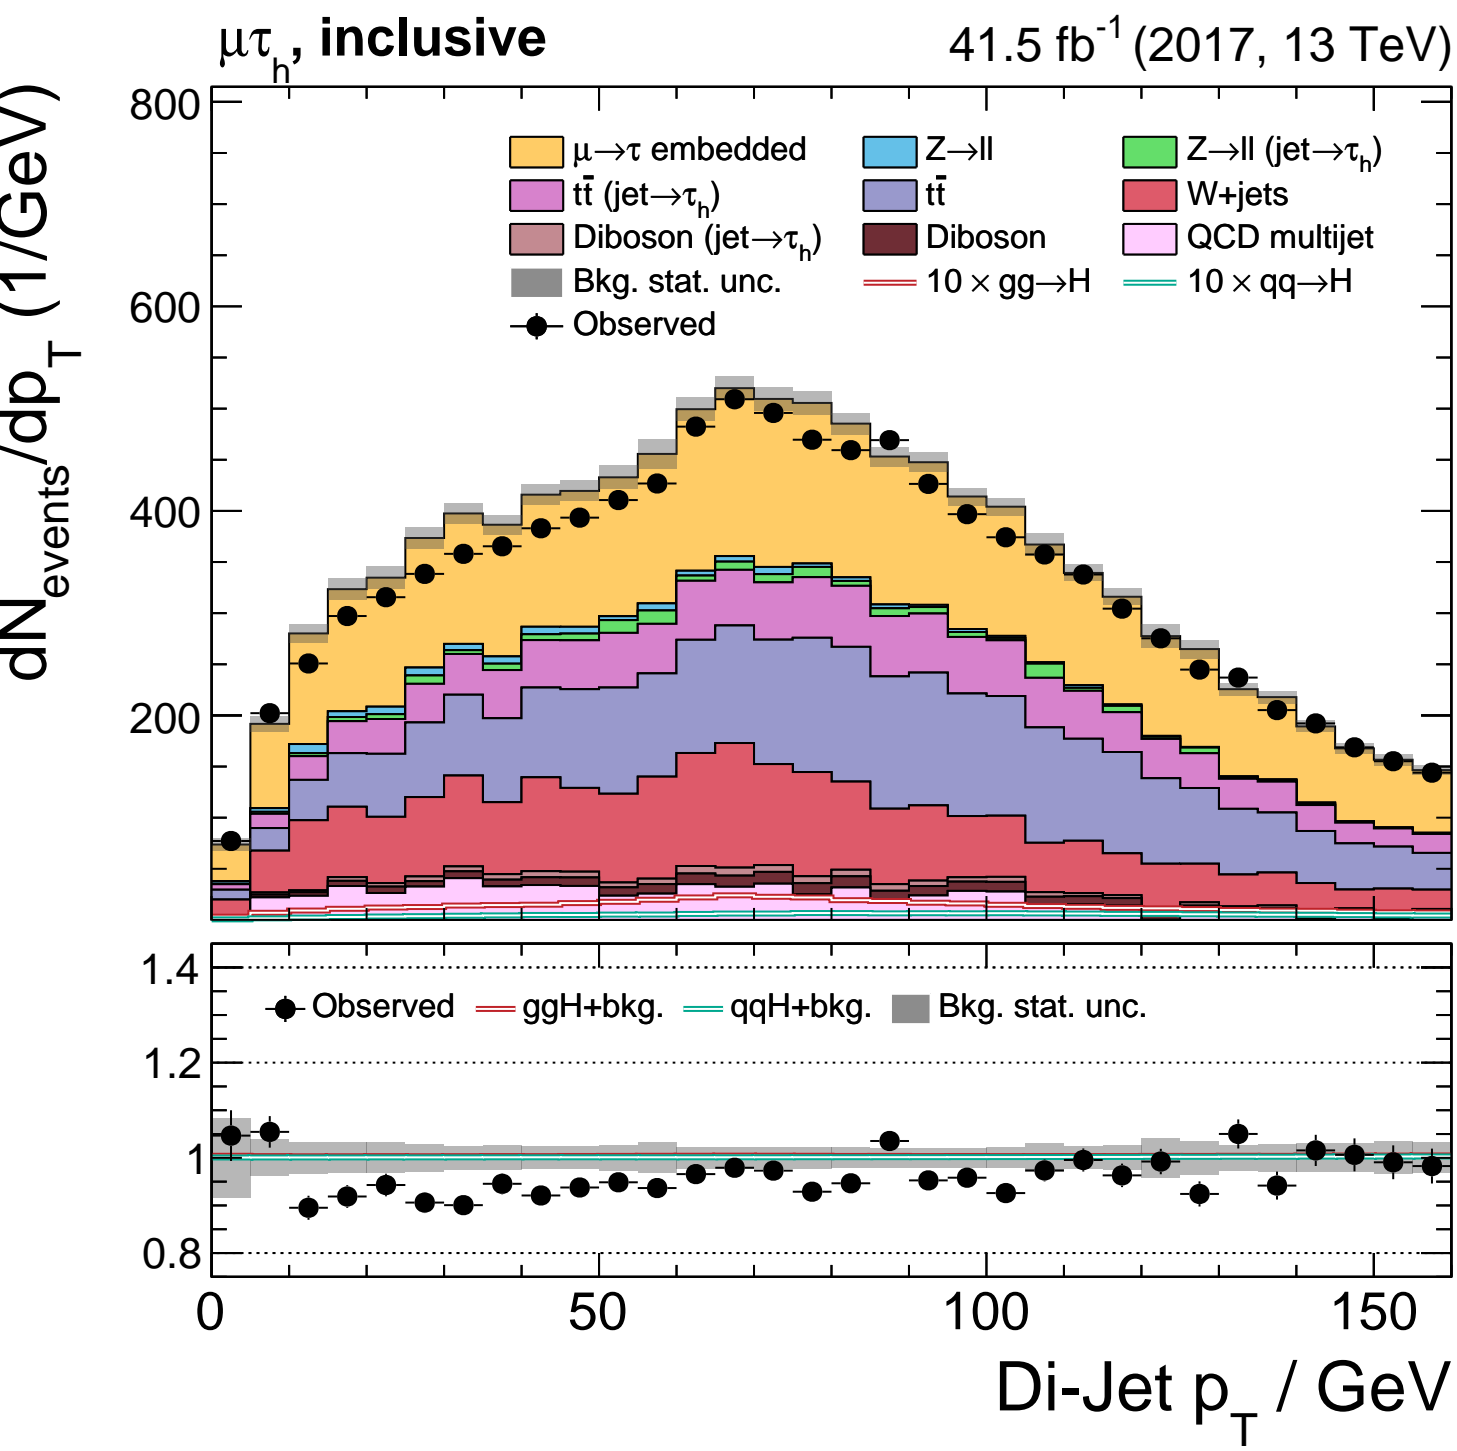 μτh, inclusive
41.5 fb-1 (2017, 13 TeV)
dNevents/dpT (1/GeV)
800
600
400
200
μ→τ embedded
Z→ll
Z→ll (jet→τh)
tt̄ (jet→τh)
tt̄
W+jets
Diboson (jet→τh)
Diboson
QCD multijet
Bkg. stat. unc.
10 × gg→H
10 × qq→H
Observed
1.4
1.2
1
0.8
Observed
ggH+bkg.
qqH+bkg.
Bkg. stat. unc.
0
50
100
150
Di-Jet pT / GeV